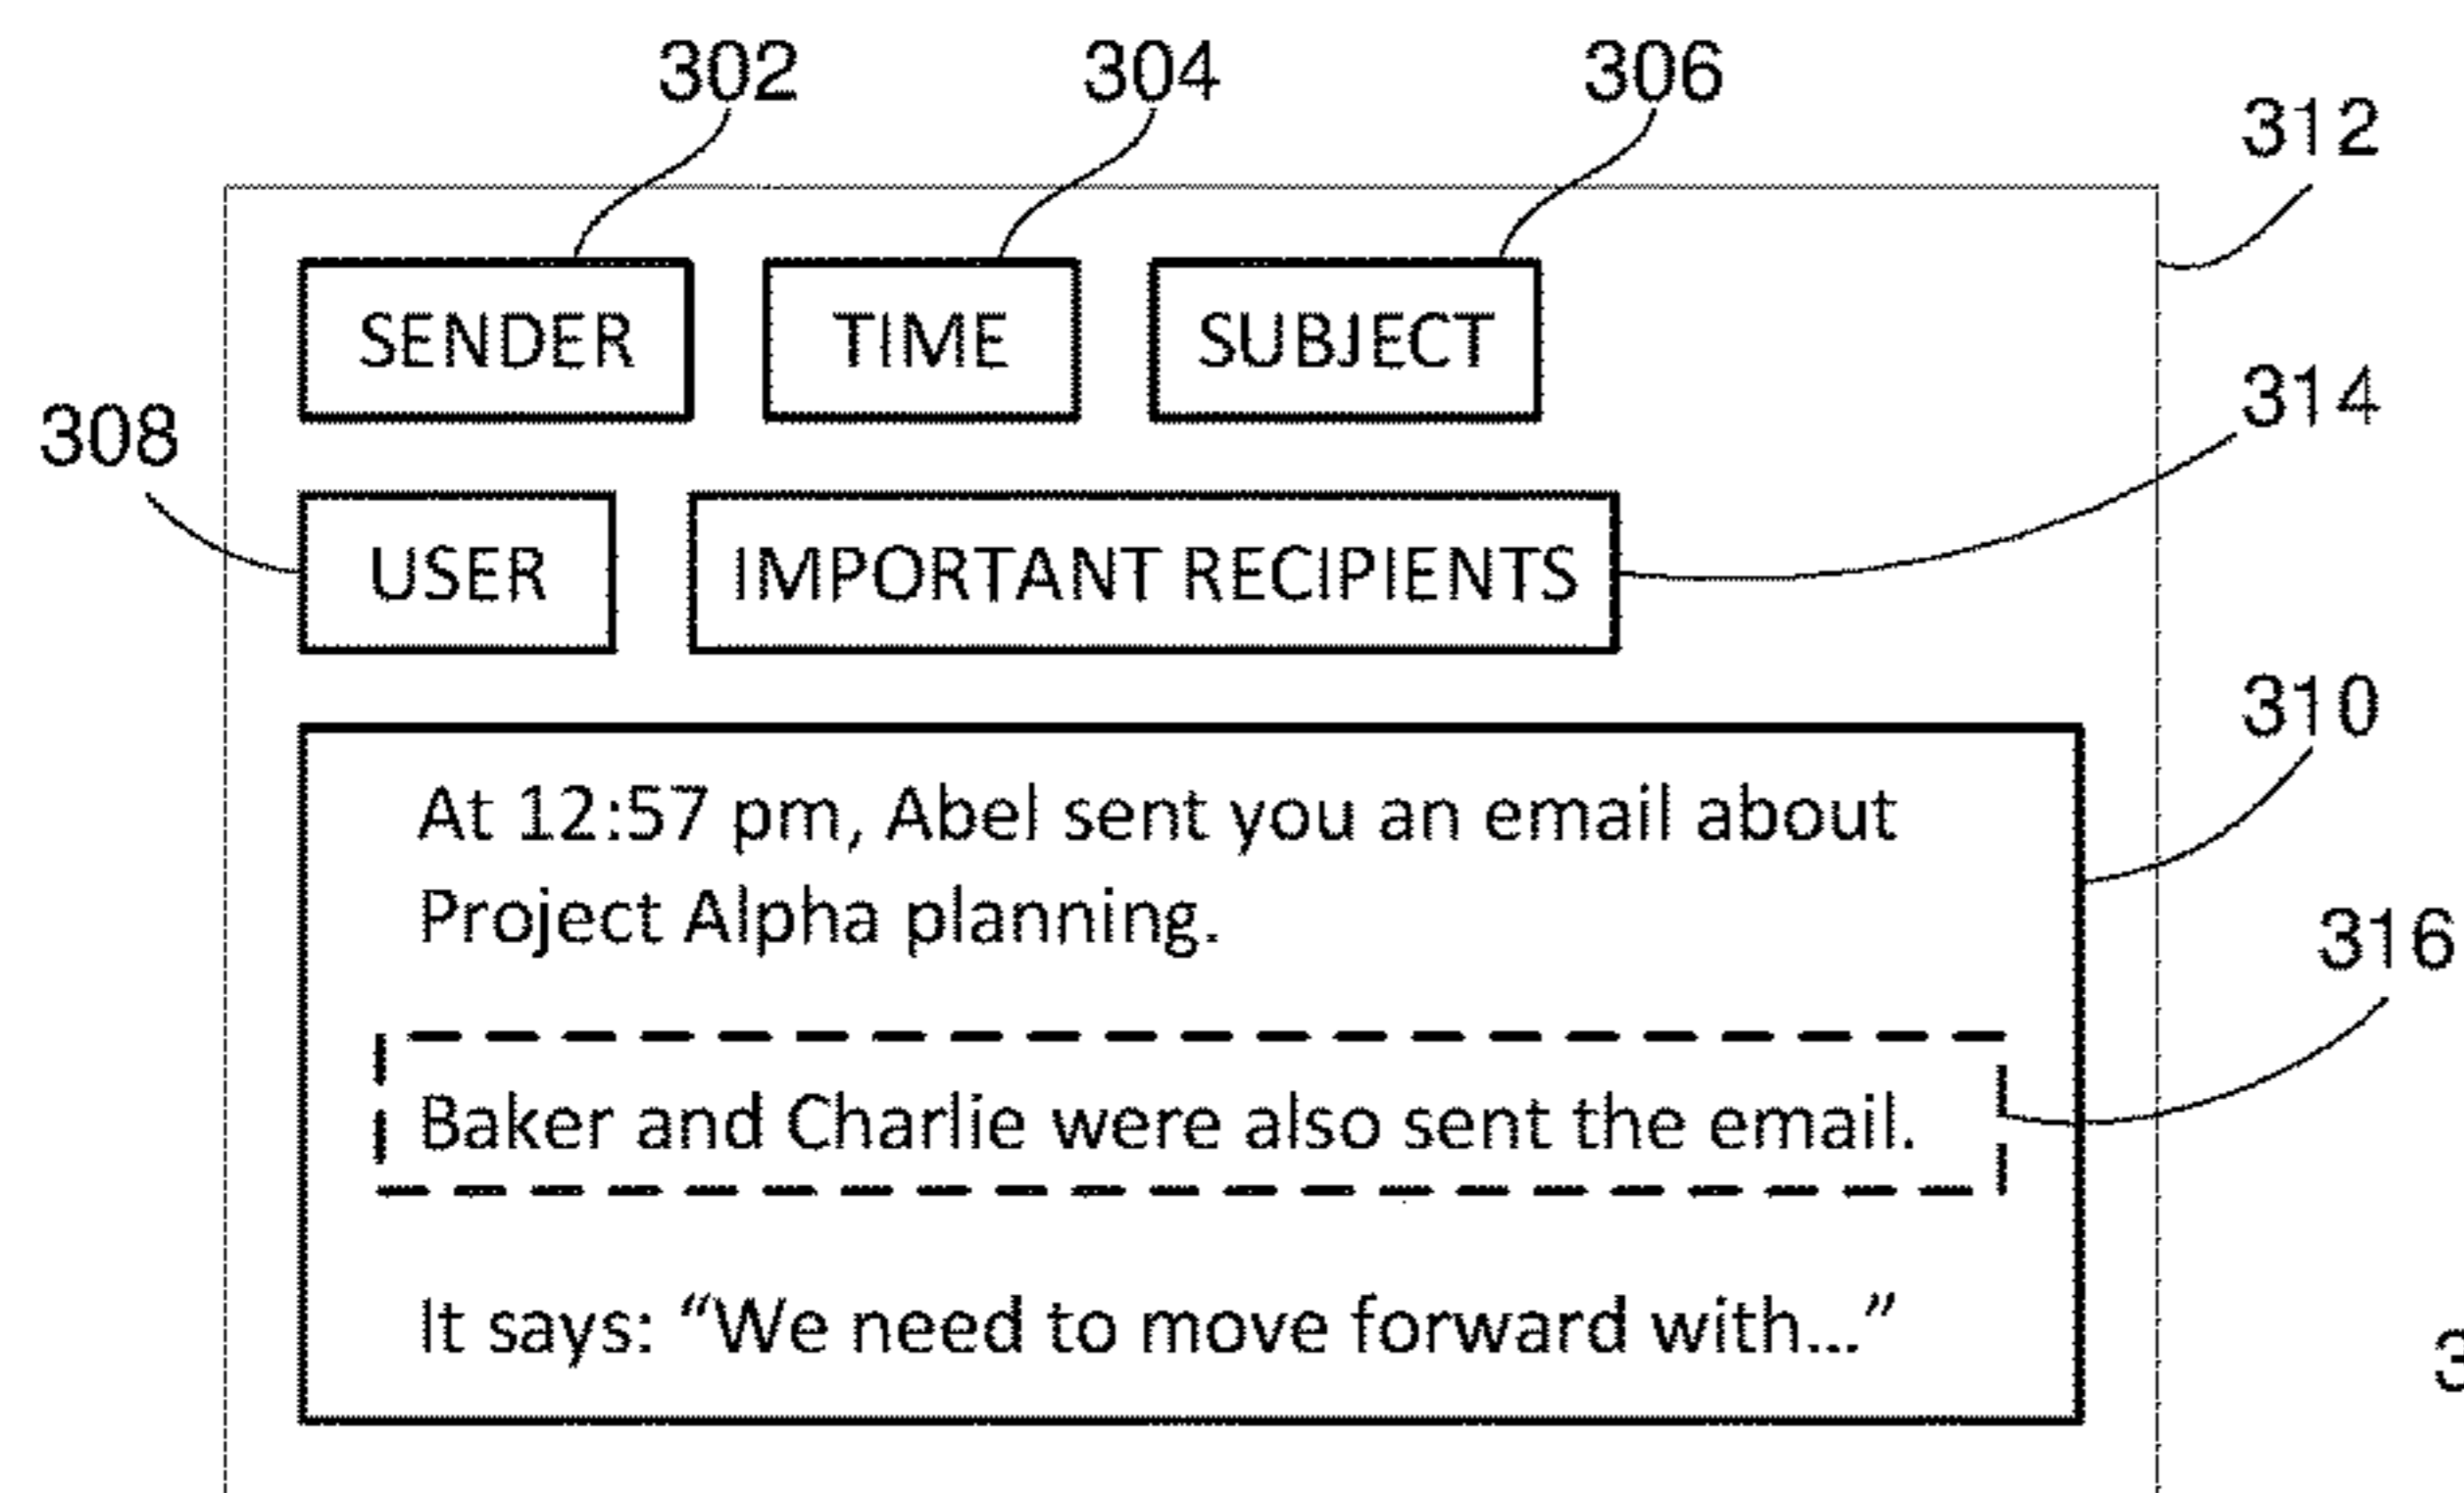 302 304 306
312
SENDER TIME SUBJECT
314
308
USER IMPORTANT RECIPIENTS
310
At 12:57 pm, Abel sent you an email about
Project Alpha planning.
316
Baker and Charlie were also sent the email.
It says: “We need to move forward with...”